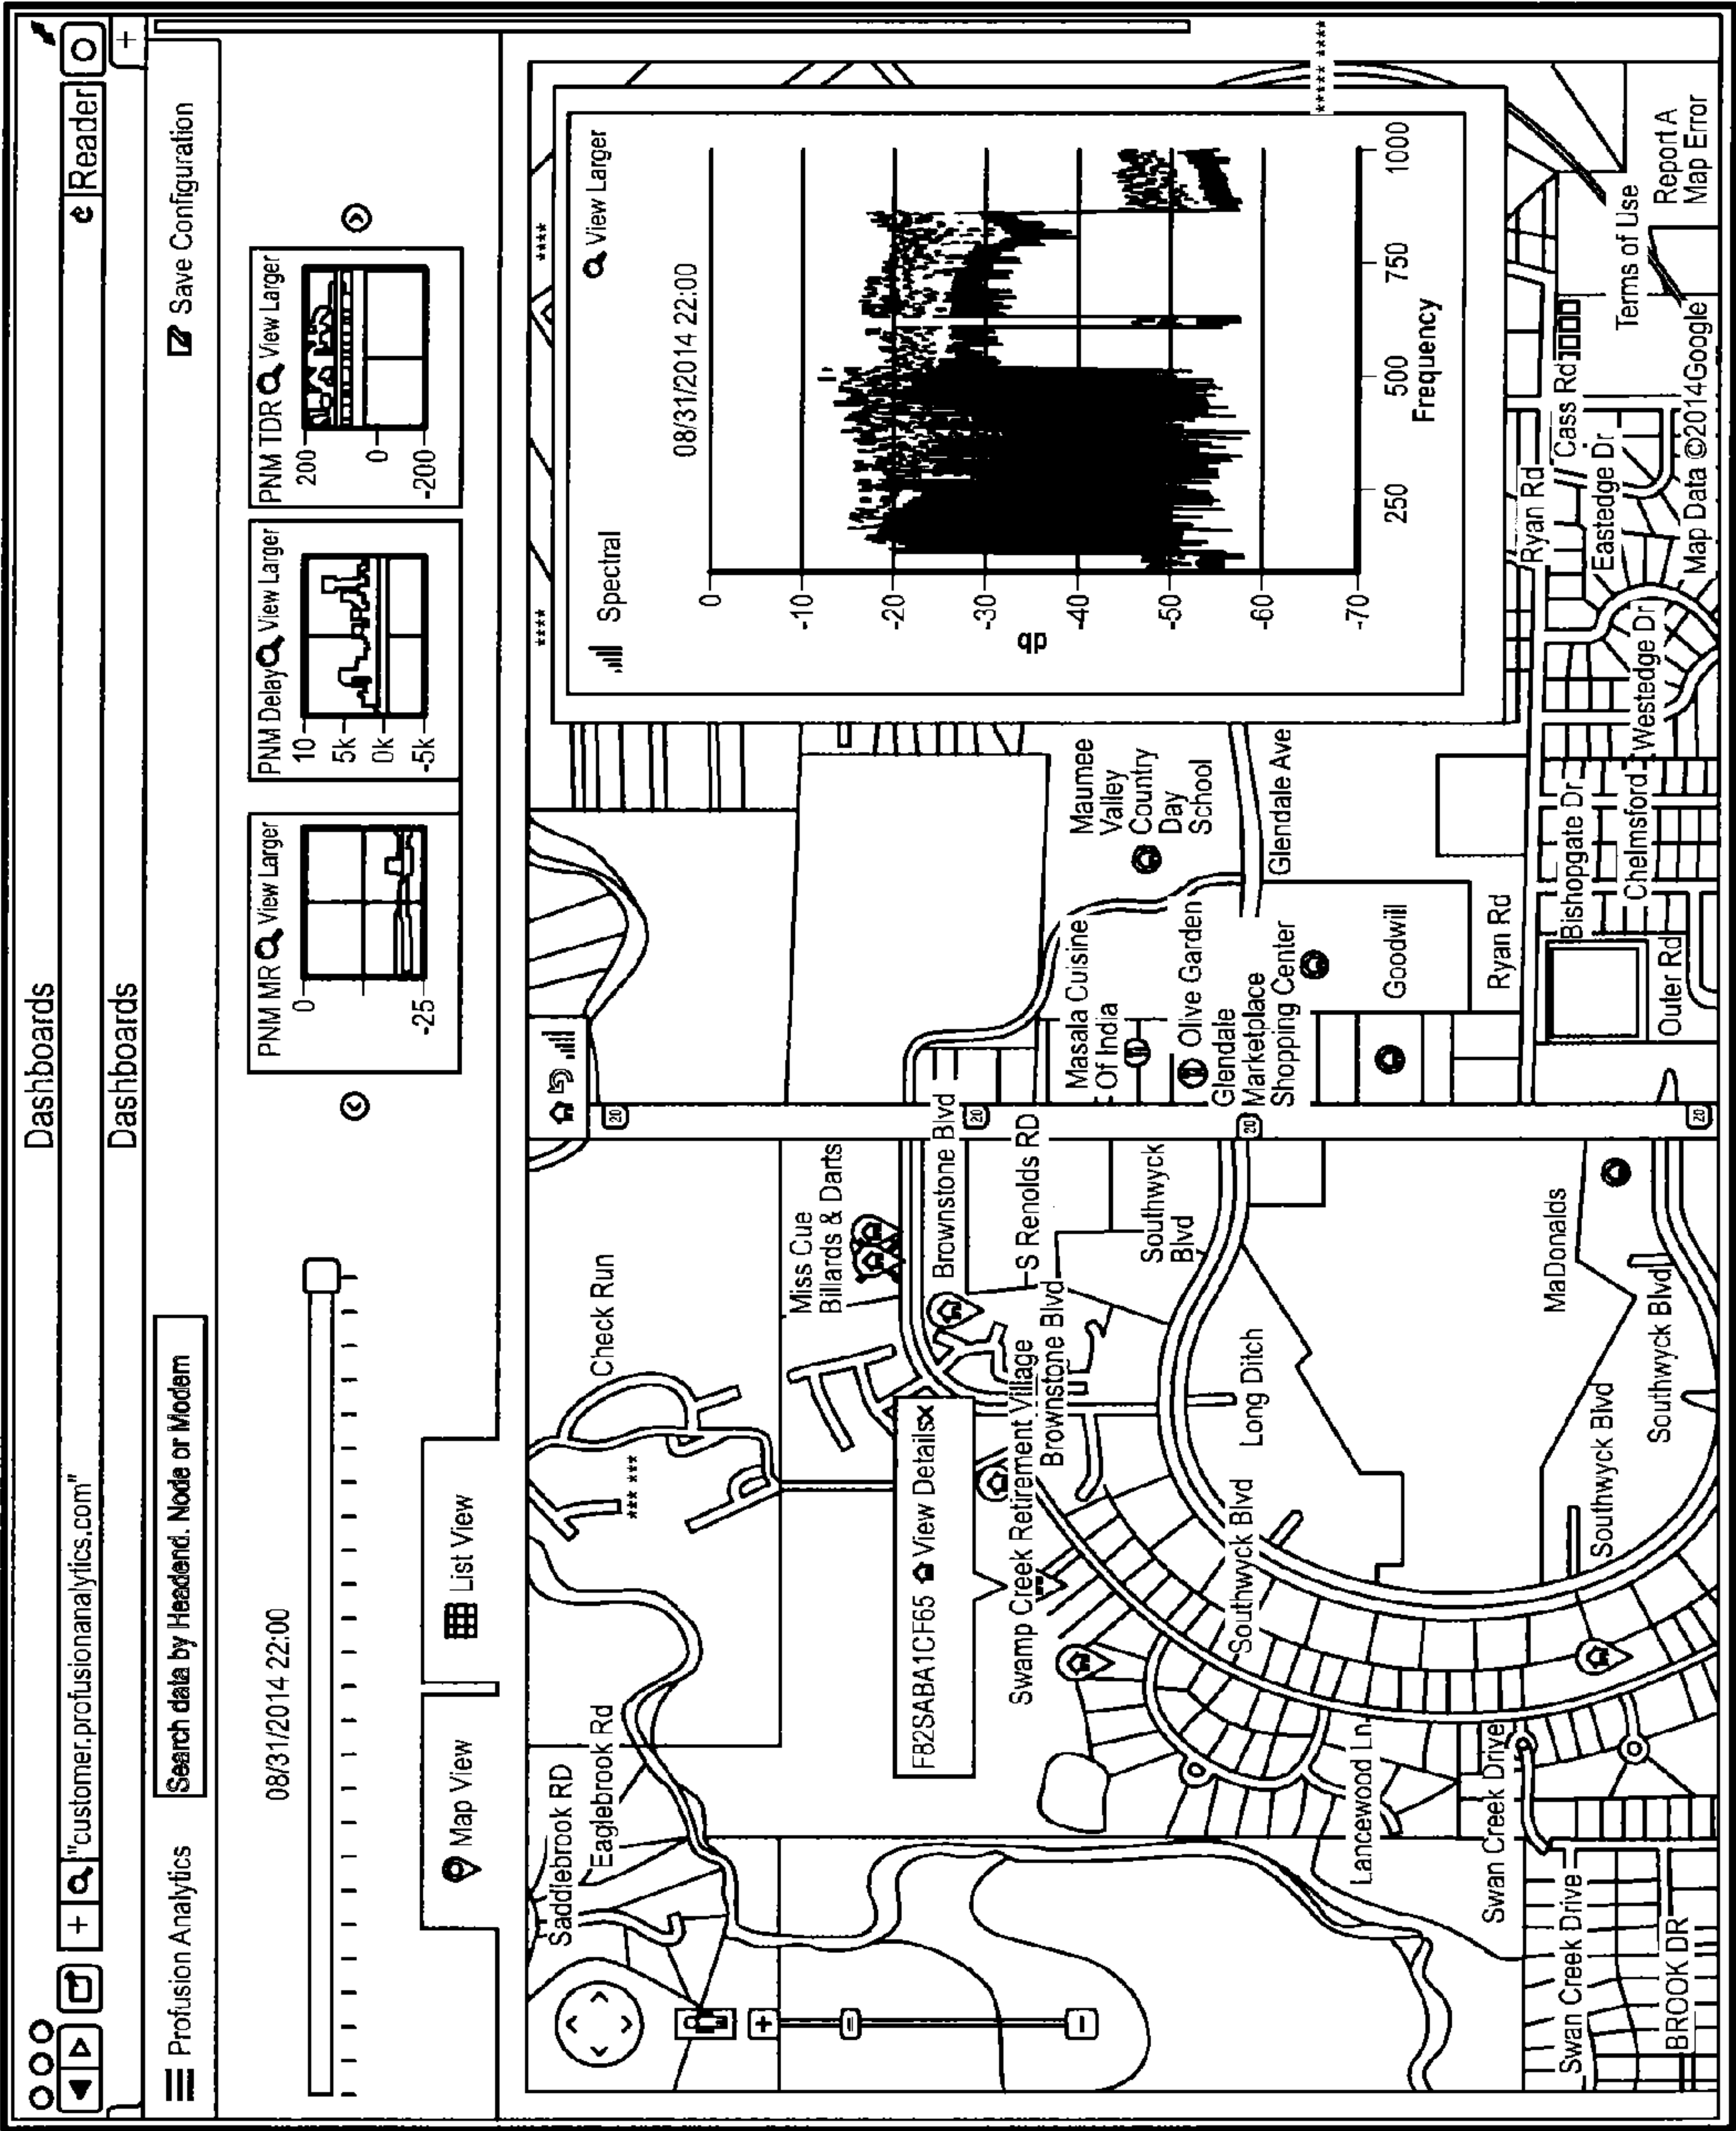 Dashboards
"customer.profusionanalytics.com"
Reader
Dashboards
Profusion Analytics
Search data by Headend. Node or Modem
Save Configuration
08/31/2014 22:00
PNM MR View Larger
0
-25
PNM Delay View Larger
10
5k
0k
-5k
PNM TDR View Larger
200
0
-200
Map View
List View
Saddlebrook RD
Eaglebrook Rd
*** ***
Check Run
20
Miss Cue
Billards & Darts
F82SABA1CF65 View Details x
Brownstone Blvd
20
Swamp Creek Retirement Village
Brownstone Blvd
S Renolds RD
Masala Cuisine
Of India
Maumee
Valley
Country
Day
School
Southwyck
Blvd
Olive Garden
Glendale
Marketplace
Shopping Center
20
Glendale Ave
Southwyck Blvd
Long Ditch
Lancewood Ln
Goodwill
Swan Creek Drive
MaDonalds
Ryan Rd
Ryan Rd
Cass Rd
Swan Creek Drive
Southwyck Blvd
Bishopgate Dr
Eastedge Dr
Terms of Use
BROOK DR
Southwyck Blvd
20
Outer Rd
Chelmsford
Westedge Dr
Map Data ©2014Google
Report A
Map Error
**** ****
Spectral
View Larger
08/31/2014 22:00
0
-10
-20
-30
-40
-50
-60
-70
db
250
500
750
1000
Frequency
***** ****